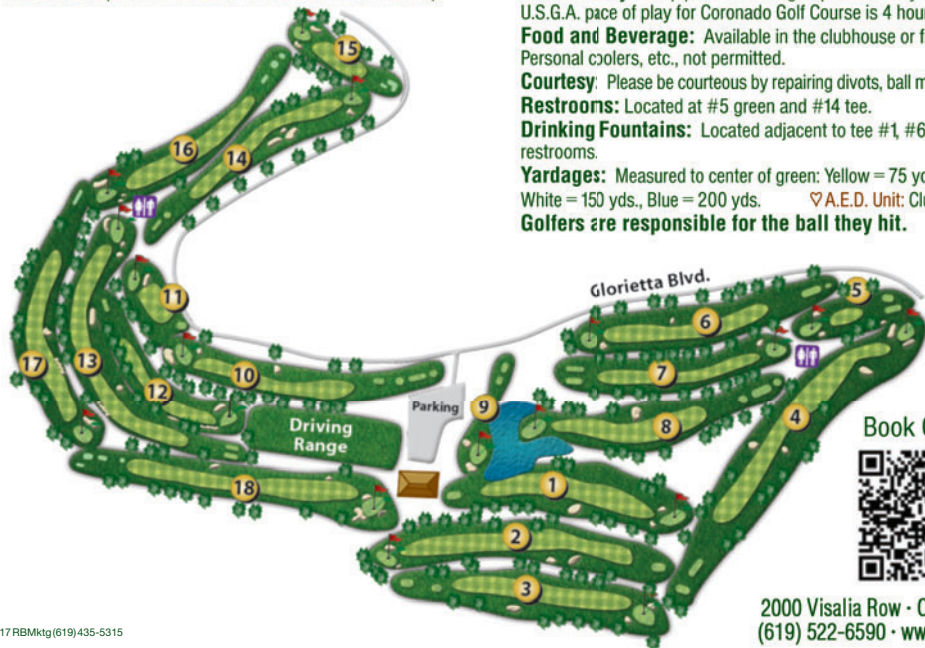 U.S.G.A. pace of play for Coronado Golf Course is 4 hour
Food and Beverage: Available in the clubhouse or f
Personal coolers, etc., not permitted.
Courtesy: Please be courteous by repairing divots, ball m
Restrooms: Located at #5 green and #14 tee.
Drinking Fountains: Located adjacent to tee #1, #6
restrooms.
Yardages: Measured to center of green: Yellow = 75 yd
White = 150 yds., Blue = 200 yds. ♡ A.E.D. Unit: Clu
Golfers are responsible for the ball they hit.
15
16
14
11
Glorietta Blvd.
5
6
17
13
10
7
12
Parking
9
4
Driving
Range
8
Book
18
1
2
3
2000 Visalia Row · C
(619) 522-6590 · ww
17 RBMktg (619) 435-5315